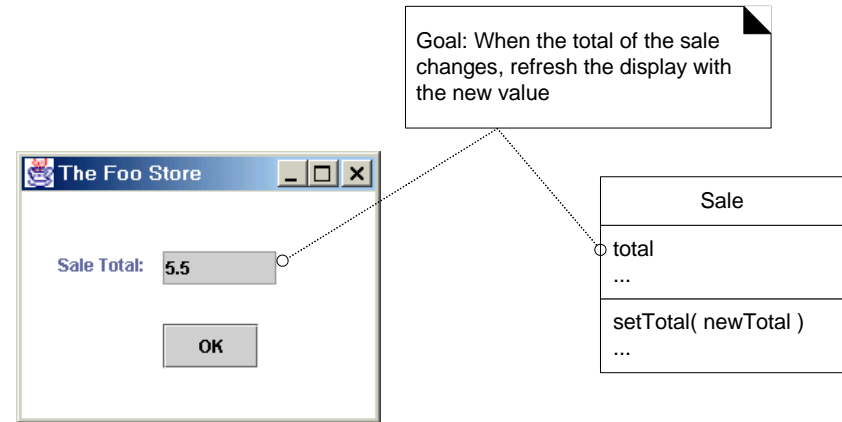 Goal: When the total of the sale
changes, refresh the display with
the new value
The Foo Store
Sale Total: 5.5
OK
Sale
total
...
setTotal( newTotal )
...